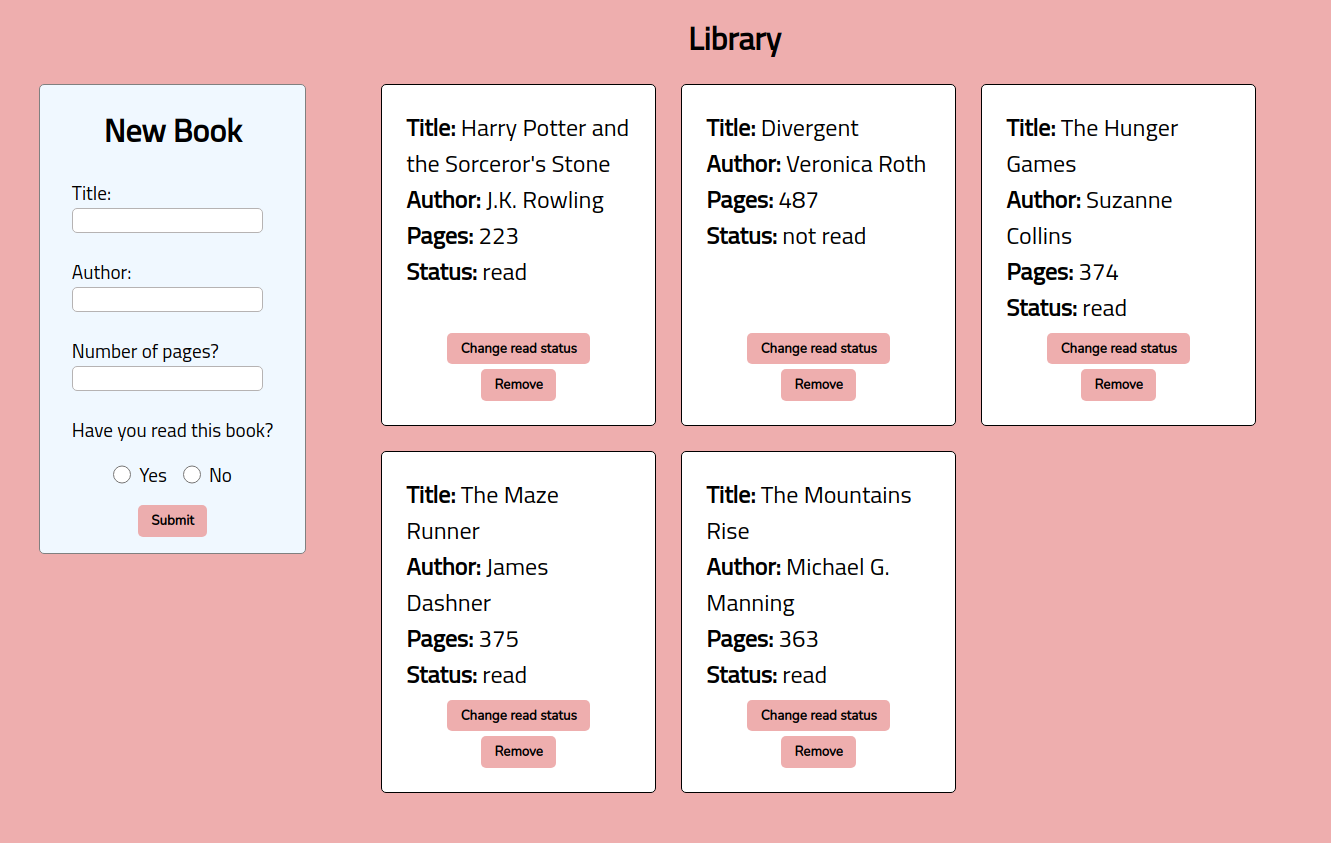 Library
New Book
Title:
Author:
Number of pages?
Have you read this book?
Yes No
Submit
Title: Harry Potter and
the Sorceror's Stone
Author: J.K. Rowling
Pages: 223
Status: read
Change read status
Remove
Title: Divergent
Author: Veronica Roth
Pages: 487
Status: not read
Change read status
Remove
Title: The Hunger
Games
Author: Suzanne
Collins
Pages: 374
Status: read
Change read status
Remove
Title: The Maze
Runner
Author: James
Dashner
Pages: 375
Status: read
Change read status
Remove
Title: The Mountains
Rise
Author: Michael G.
Manning
Pages: 363
Status: read
Change read status
Remove